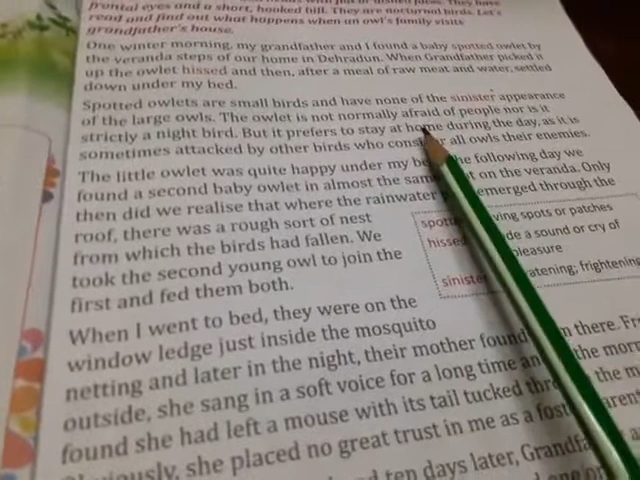 frontal eyes and a short, hooked bill. They are nocturnal birds. Let's
read and find out what happens when an owl's family visits
grandfather's house.
One winter morning, my grandfather and I found a baby spotted owlet by
the veranda steps of our home in Dehradun. When Grandfather picked it
up the owlet hissed and then, after a meal of raw meat and water, settled
down under my bed.
Spotted owlets are small birds and have none of the sinister appearance
of the large owls. The owlet is not normally afraid of people nor is it
strictly a night bird. But it prefers to stay at home during the day, as it is
sometimes attacked by other birds who all owls their enemies.
The little owlet was quite happy under my following day we
found a second baby owlet in almost the on the veranda. Only
then did we realise that where the rainwater emerged through the
roof, there was a rough sort of nest
from which the birds had fallen. We
took the second young owl to join the
first and fed them both.
spots or patches
hissed a sound or cry of
sinister frightening
When I went to bed, they were on the
window ledge just inside the mosquito
netting and later in the night, their mother found there.
outside, she sang in a soft voice for a long time the
found she had left a mouse with its tail tucked the
she placed no great trust in me as a
ten days later,